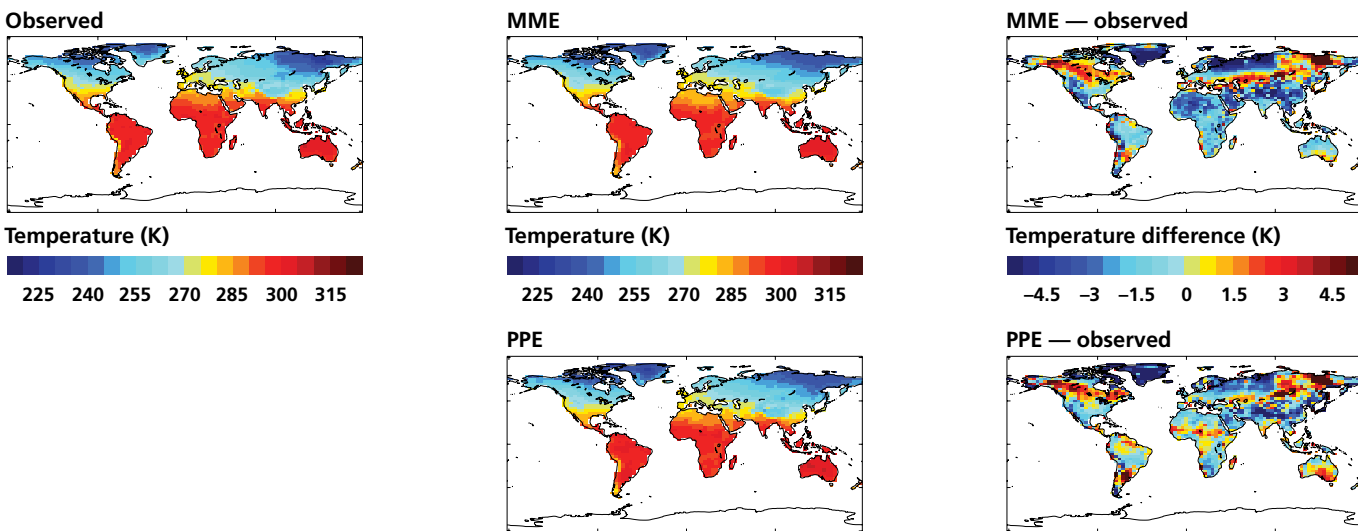 Observed
MME
MME — observed
Temperature (K)
225 240 255 270 285 300 315
Temperature (K)
225 240 255 270 285 300 315
Temperature difference (K)
–4.5 –3 –1.5 0 1.5 3 4.5
PPE
PPE — observed